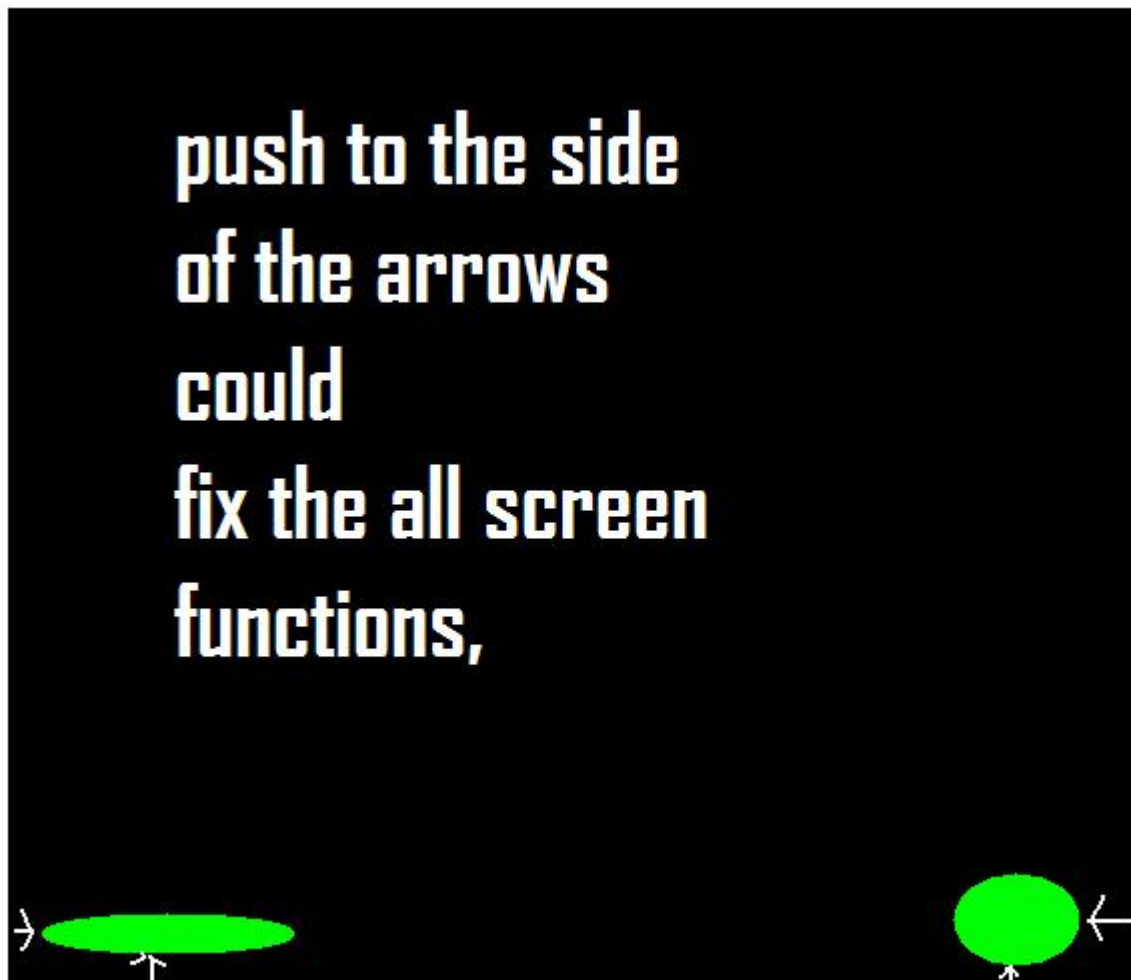 push to the side
of the arrows
could
fix the all screen
functions,